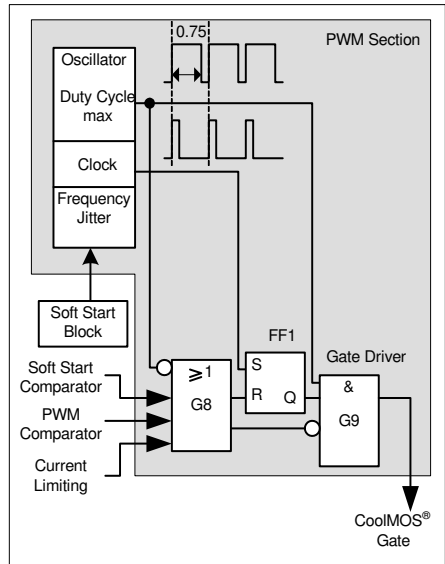 0.75
PWM Section
Oscillator
Duty Cycle
max
Clock
Frequency
Jitter
Soft Start
Block
FF1
Gate Driver
Soft Start
Comparator
PWM
Comparator
Current
Limiting
≥1
G8
S
R
Q
&
G9
CoolMOS®
Gate